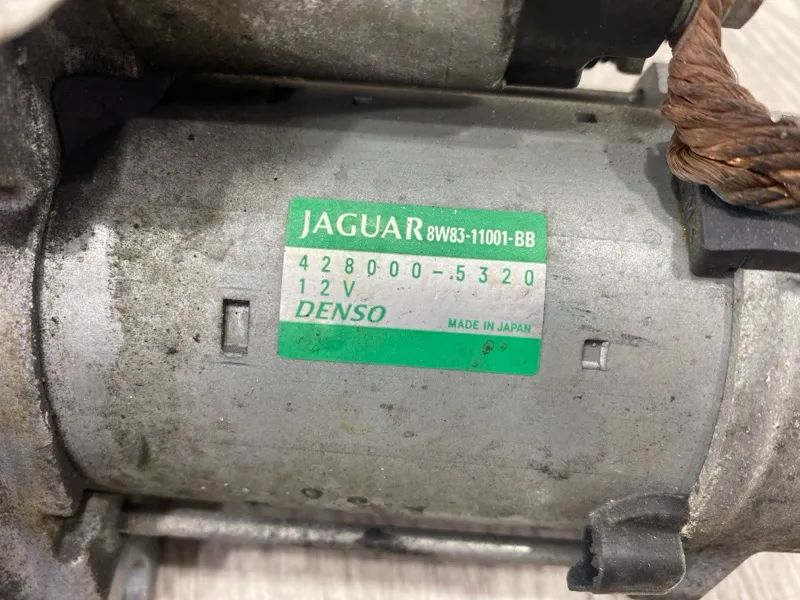 JAGUAR 8W83-11001-BB
428000-5320
12V
DENSO
MADE IN JAPAN